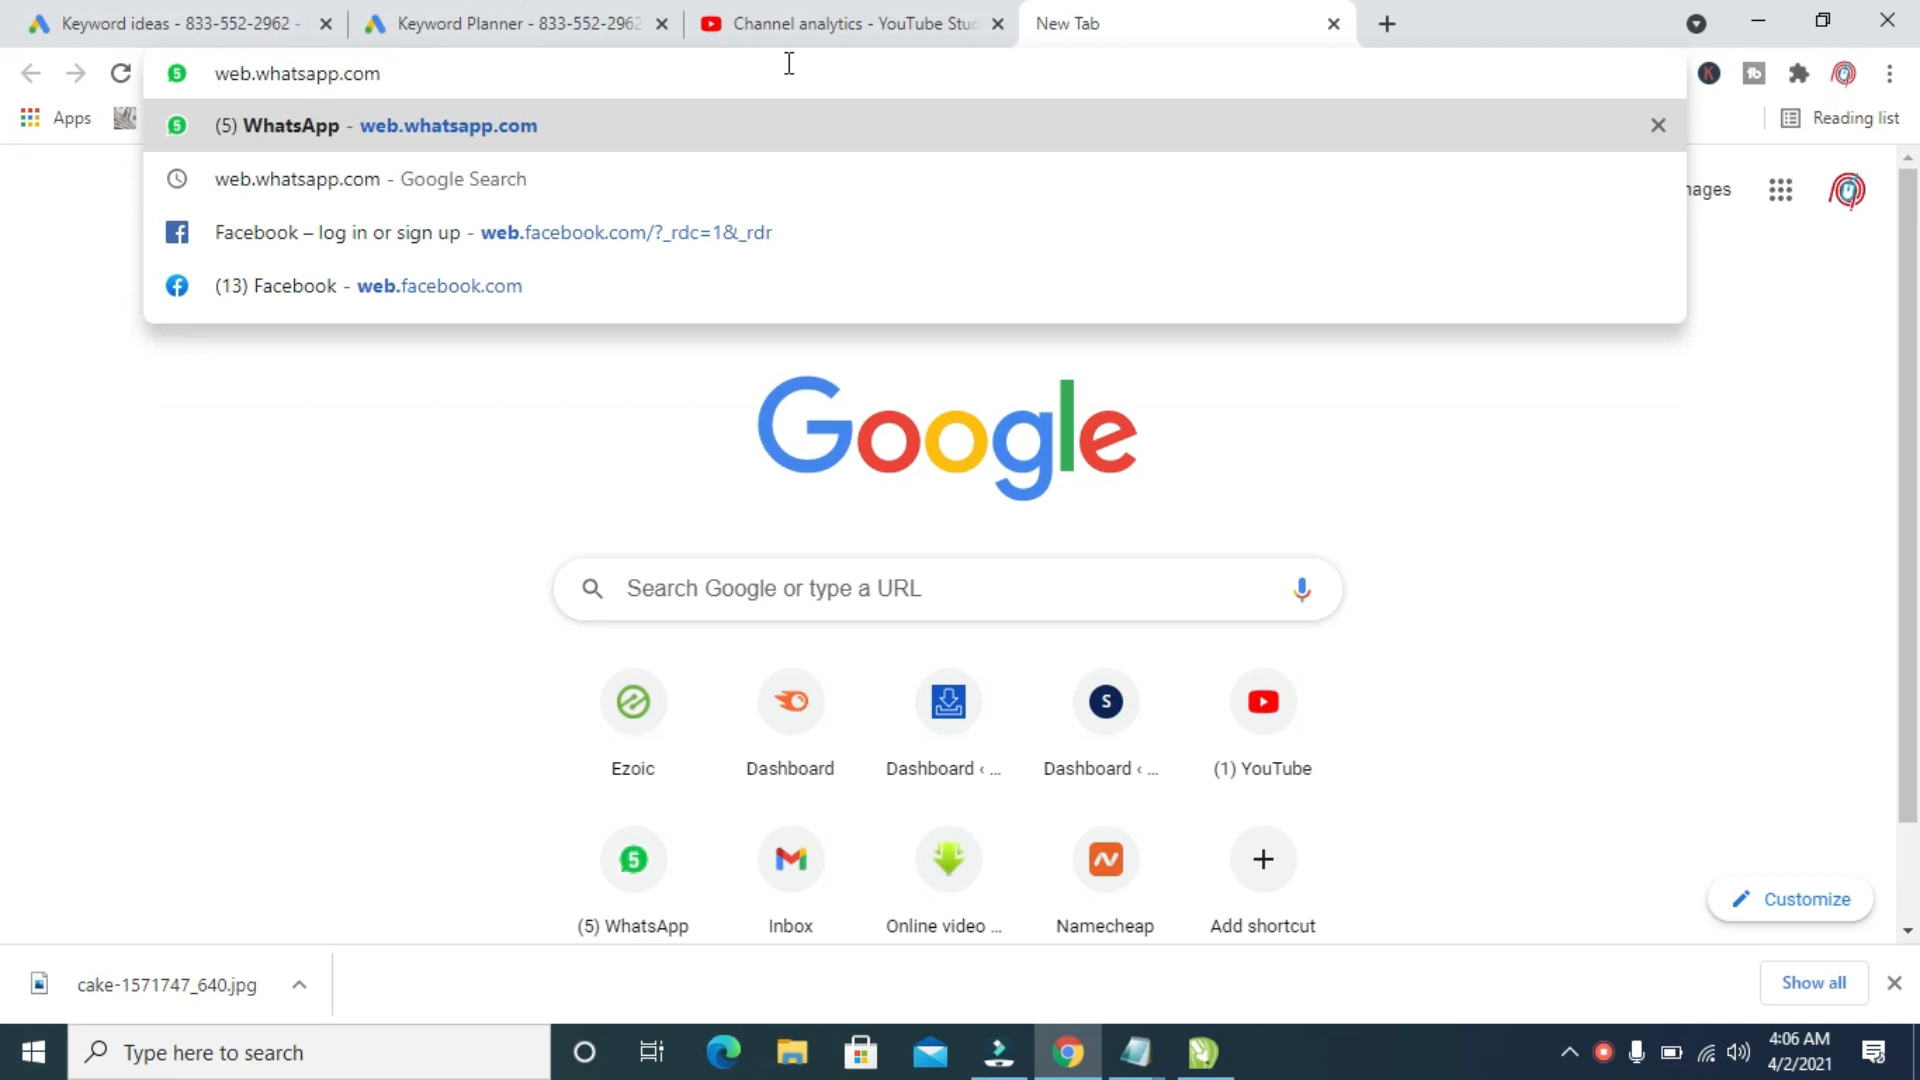 Keyword ideas - 833-552-2962 -
Keyword Planner - 833-552-2962
Channel analytics - YouTube Stud
New Tab
web.whatsapp.com
K
tb
Apps
5
(5) WhatsApp - web.whatsapp.com
Reading list
web.whatsapp.com - Google Search
nages
Facebook – log in or sign up - web.facebook.com/?_rdc=1&_rdr
(13) Facebook - web.facebook.com
Google
Search Google or type a URL
S
Ezoic
Dashboard
Dashboard ‹ ...
Dashboard ‹ ...
(1) YouTube
5
(5) WhatsApp
Inbox
Online video ...
Namecheap
Add shortcut
Customize
cake-1571747_640.jpg
Show all
Type here to search
4:06 AM
4/2/2021